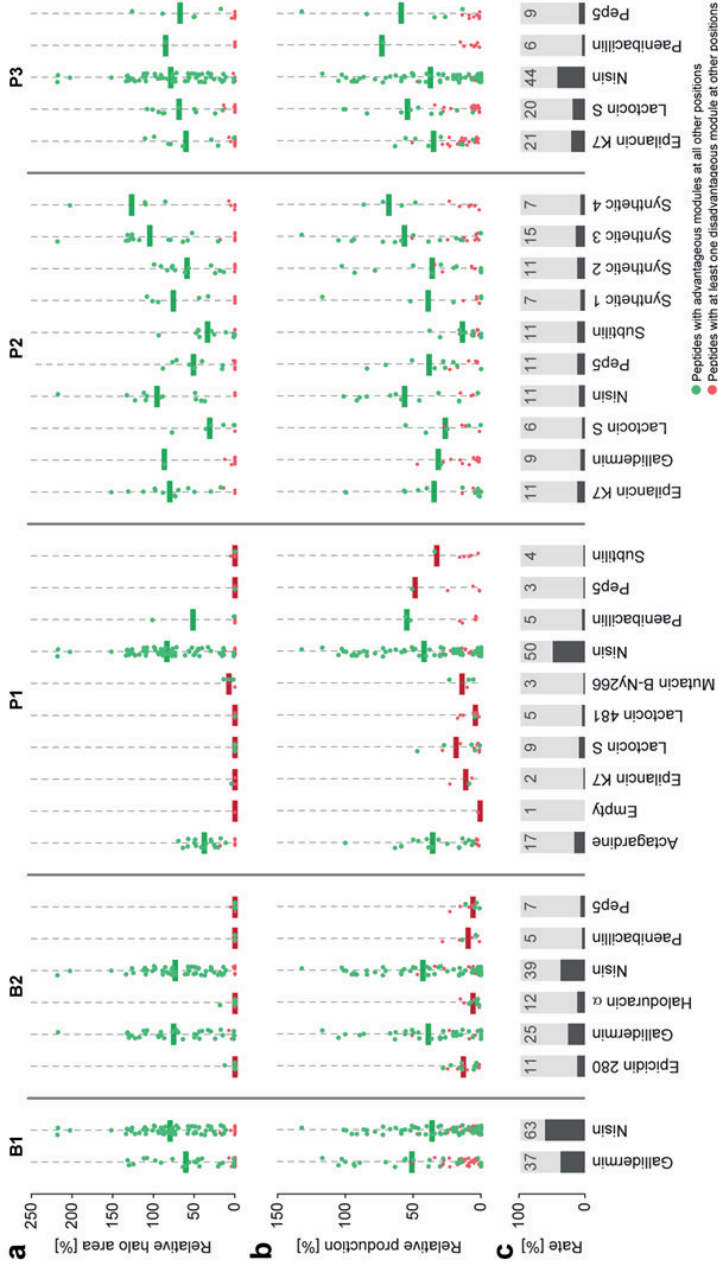 B1
B2
P1
P2
P3
a
250
200
150
100
50
0
Relative halo area [%]
b
150
100
50
0
Relative production [%]
c
100
0
Rate [%]
37
63
11
25
12
39
5
7
17
1
2
9
5
3
50
5
3
4
11
9
6
11
11
11
7
11
15
7
21
20
44
6
9
Gallidermin
Nisin
Epicidin 280
Gallidermin
Haloduracin α
Nisin
Paenibacillin
Pep5
Actagardine
Empty
Epilancin K7
Lactocin S
Lactocin 481
Mutacin B-Ny266
Nisin
Paenibacillin
Pep5
Subtilin
Epilancin K7
Gallidermin
Lactocin S
Nisin
Pep5
Subtilin
Synthetic 1
Synthetic 2
Synthetic 3
Synthetic 4
Epilancin K7
Lactocin S
Nisin
Paenibacillin
Pep5
Peptides with advantageous modules at all other positions
Peptides with at least one disadvantageous module at other positions